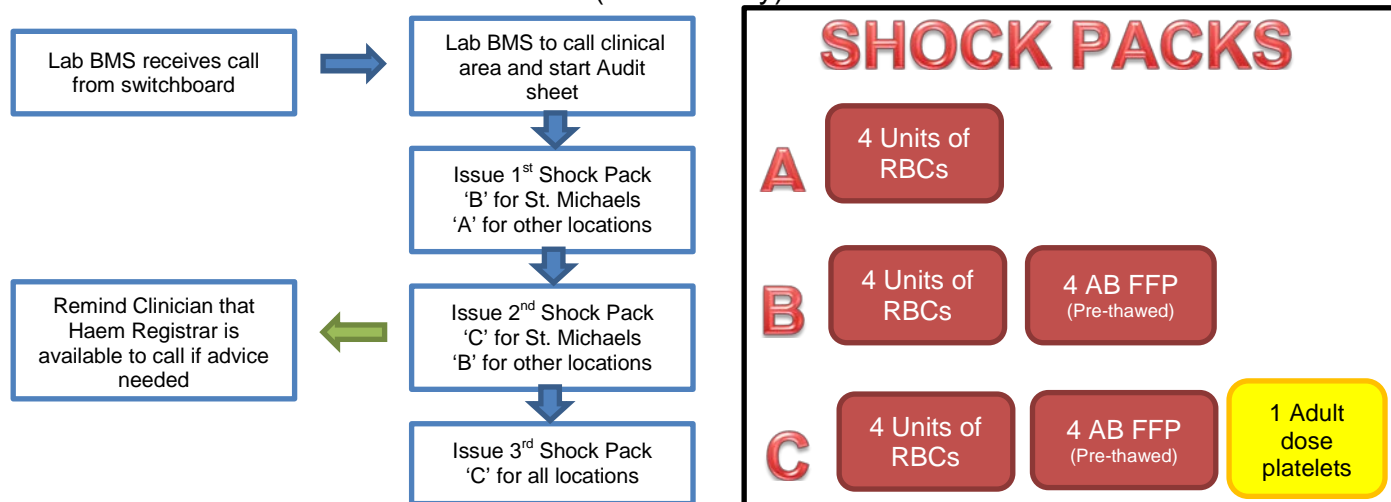 Lab BMS receives call
from switchboard
Lab BMS to call clinical
area and start Audit
sheet
Issue 1st Shock Pack
'B' for St. Michaels
'A' for other locations
Remind Clinician that
Haem Registrar is
available to call if advice
needed
Issue 2nd Shock Pack
'C' for St. Michaels
'B' for other locations
Issue 3rd Shock Pack
'C' for all locations
SHOCK PACKS
A
4 Units of
RBCs
B
4 Units of
RBCs
4 AB FFP
(Pre-thawed)
C
4 Units of
RBCs
4 AB FFP
(Pre-thawed)
1 Adult
dose
platelets